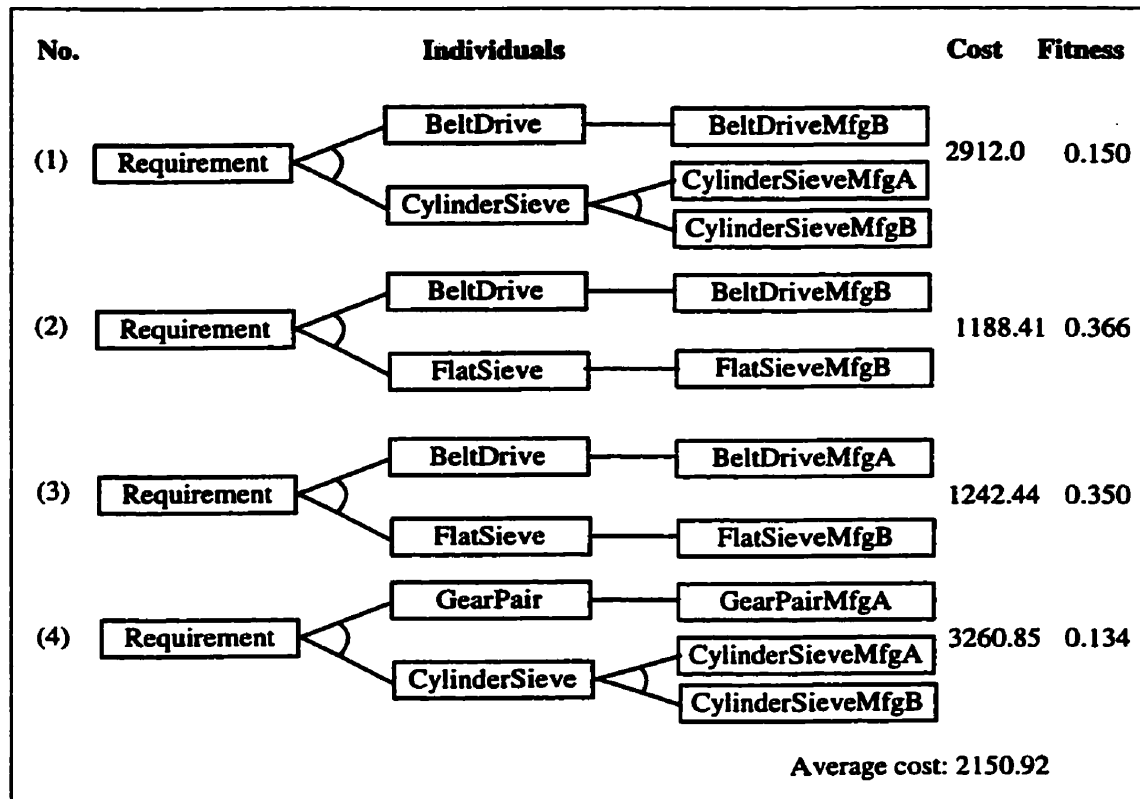 No. Individuals Cost Fitness
BeltDrive BeltDriveMfgB
(1) Requirement 2912.0 0.150
CylinderSieveMfgA
CylinderSieve
CylinderSieveMfgB
BeltDrive BeltDriveMfgB
(2) Requirement 1188.41 0.366
FlatSieve FlatSieveMfgB
BeltDrive BeltDriveMfgA
(3) Requirement 1242.44 0.350
FlatSieve FlatSieveMfgB
GearPair GearPairMfgA
(4) Requirement 3260.85 0.134
CylinderSieveMfgA
CylinderSieve
CylinderSieveMfgB
Average cost: 2150.92